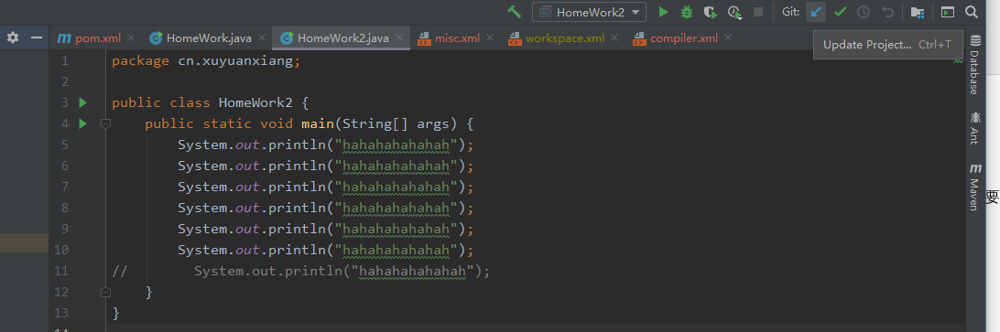 HomeWork2 Git:
pom.xml HomeWork.java HomeWork2.java misc.xml workspace.xml compiler.xml
Update Project... Ctrl+T
1 package cn.xuyuanxiang;
2
3 public class HomeWork2 {
4 public static void main(String[] args) {
5 System.out.println("hahahahahahah");
6 System.out.println("hahahahahahah");
7 System.out.println("hahahahahahah");
8 System.out.println("hahahahahahah");
9 System.out.println("hahahahahahah");
10 System.out.println("hahahahahahah");
11 // System.out.println("hahahahahahah");
12 }
13 }
Database
Ant
Maven
要